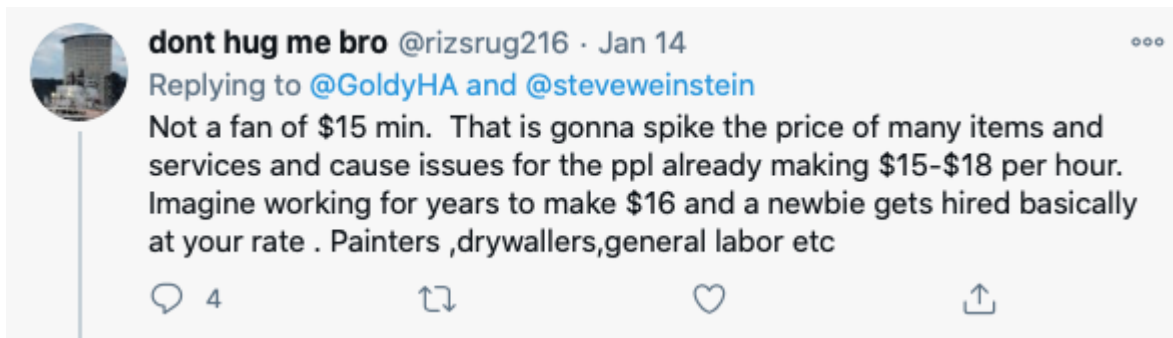 dont hug me bro @rizsrug216 · Jan 14
Replying to @GoldyHA and @steveweinstein
Not a fan of $15 min.  That is gonna spike the price of many items and
services and cause issues for the ppl already making $15-$18 per hour.
Imagine working for years to make $16 and a newbie gets hired basically
at your rate . Painters ,drywallers,general labor etc
4